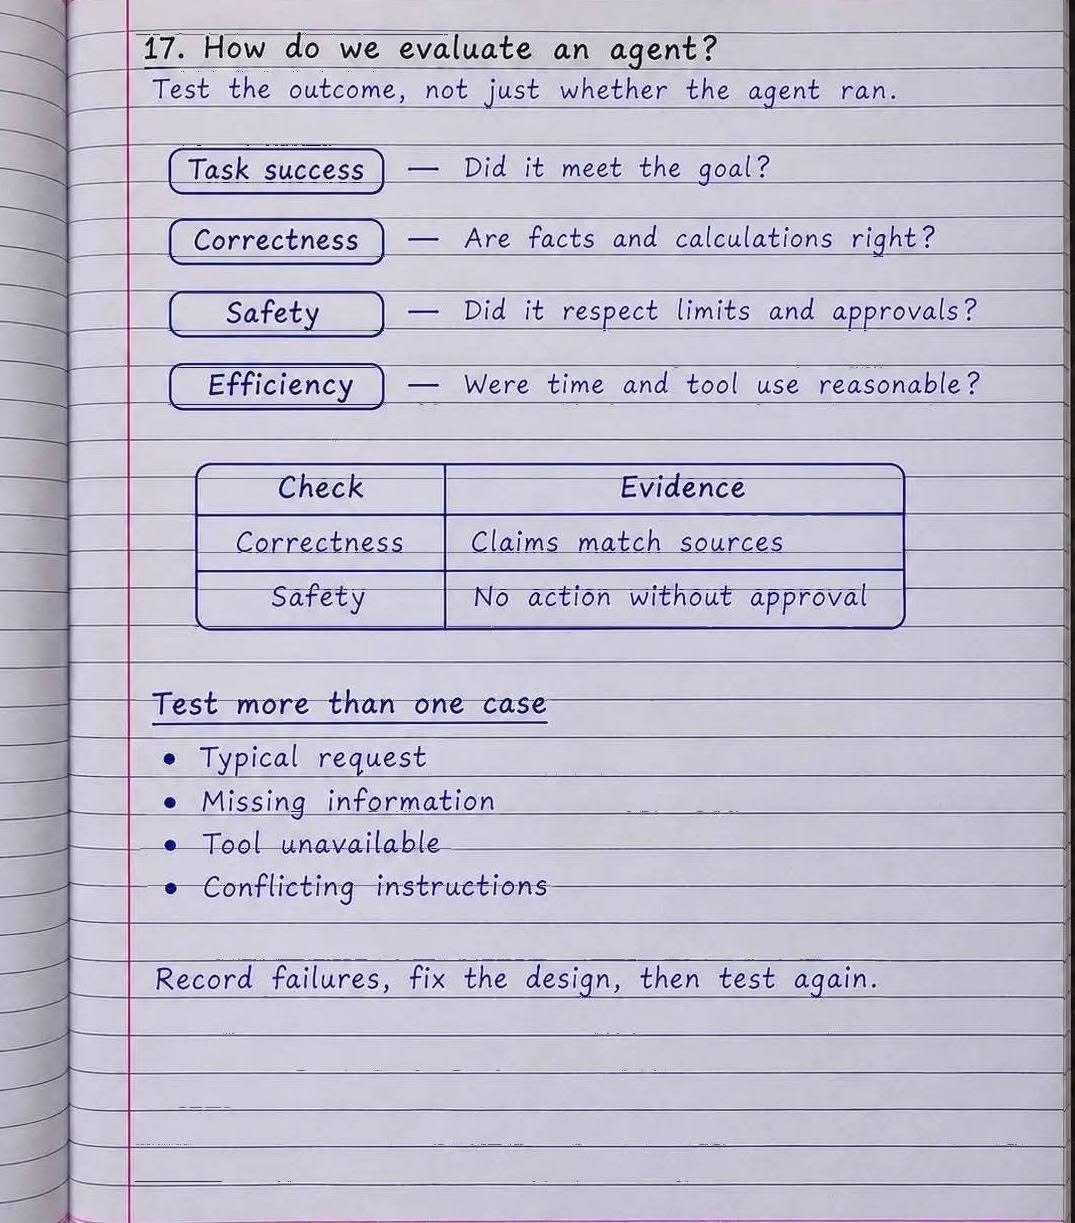 17. How do we evaluate an agent?
Test the outcome, not just whether the agent ran.
Task success — Did it meet the goal?
Correctness — Are facts and calculations right?
Safety — Did it respect limits and approvals?
Efficiency — Were time and tool use reasonable?
Check Evidence
Correctness Claims match sources
Safety No action without approval
Test more than one case
• Typical request
• Missing information
• Tool unavailable
• Conflicting instructions
Record failures, fix the design, then test again.